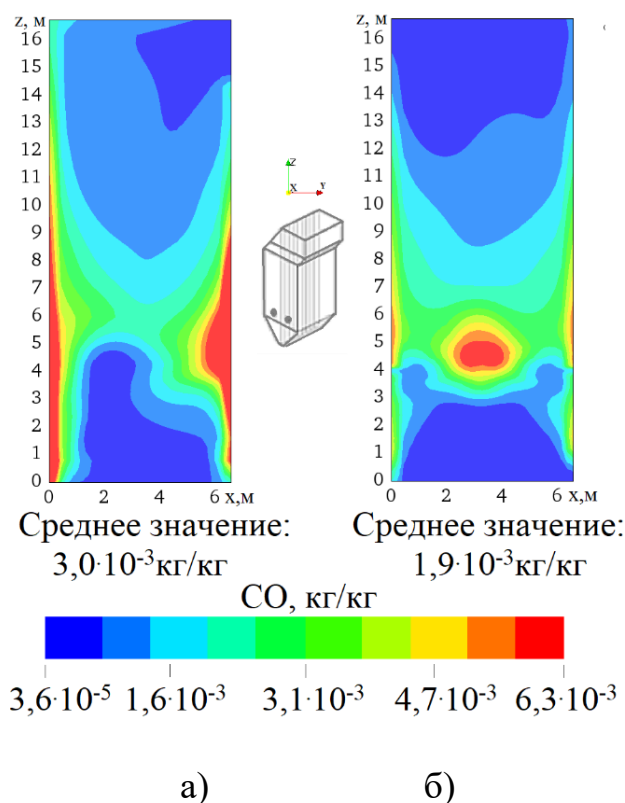 z, м
z, м
16
15
14
13
12
11
10
9
8
7
6
5
4
3
2
1
0
0
2
4
6 x,м
Z
X
Y
16
15
14
13
12
11
10
9
8
7
6
5
4
3
2
1
0
0
2
4
6 x,м
Среднее значение:
3,0·10⁻³кг/кг
Среднее значение:
1,9·10⁻³кг/кг
CO, кг/кг
3,6·10⁻⁵ 1,6·10⁻³ 3,1·10⁻³ 4,7·10⁻³ 6,3·10⁻³
а) б)